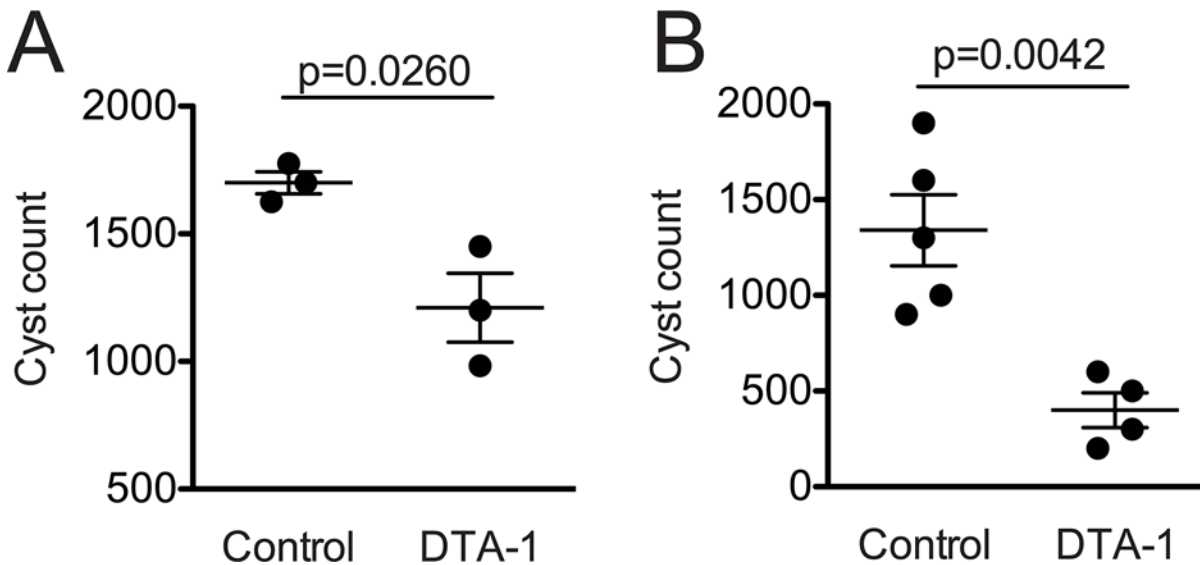 A
p=0.0260
2000
1500
1000
500
Cyst count
Control
DTA-1
B
p=0.0042
2000
1500
1000
500
0
Cyst count
Control
DTA-1